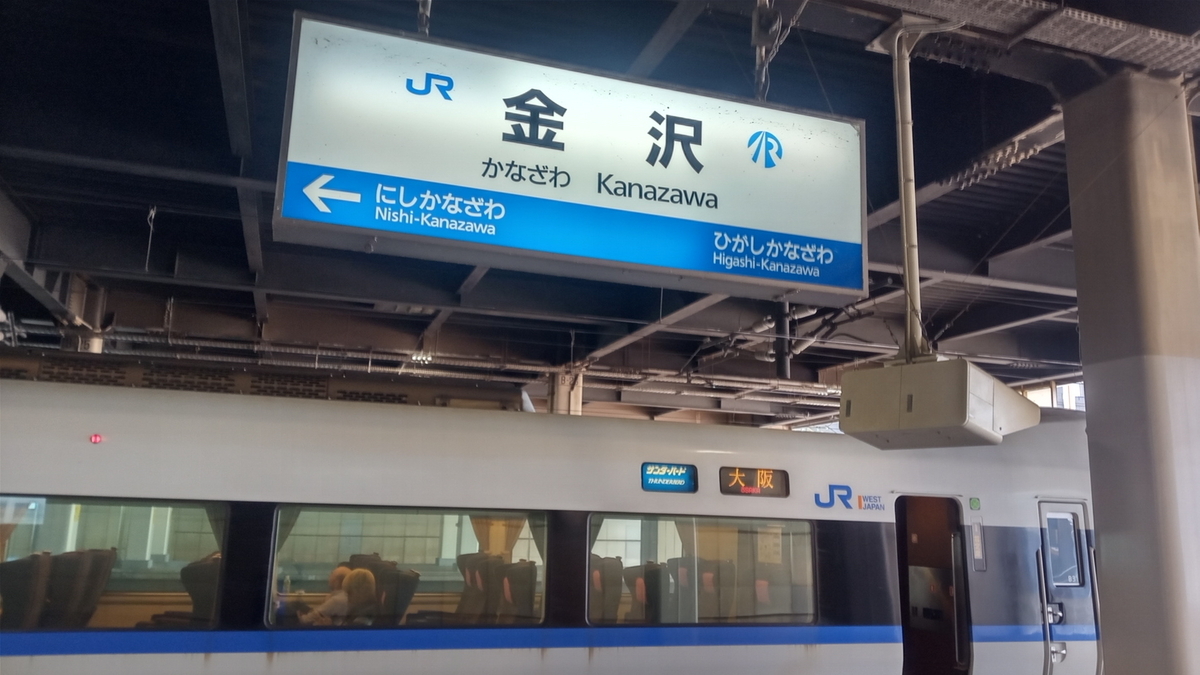 JR
金沢
かなざわ Kanazawa
にしかなざわ
Nishi-Kanazawa
ひがしかなざわ
Higashi-Kanazawa
サンダーバード
THUNDERBIRD
大阪
JR WEST JAPAN